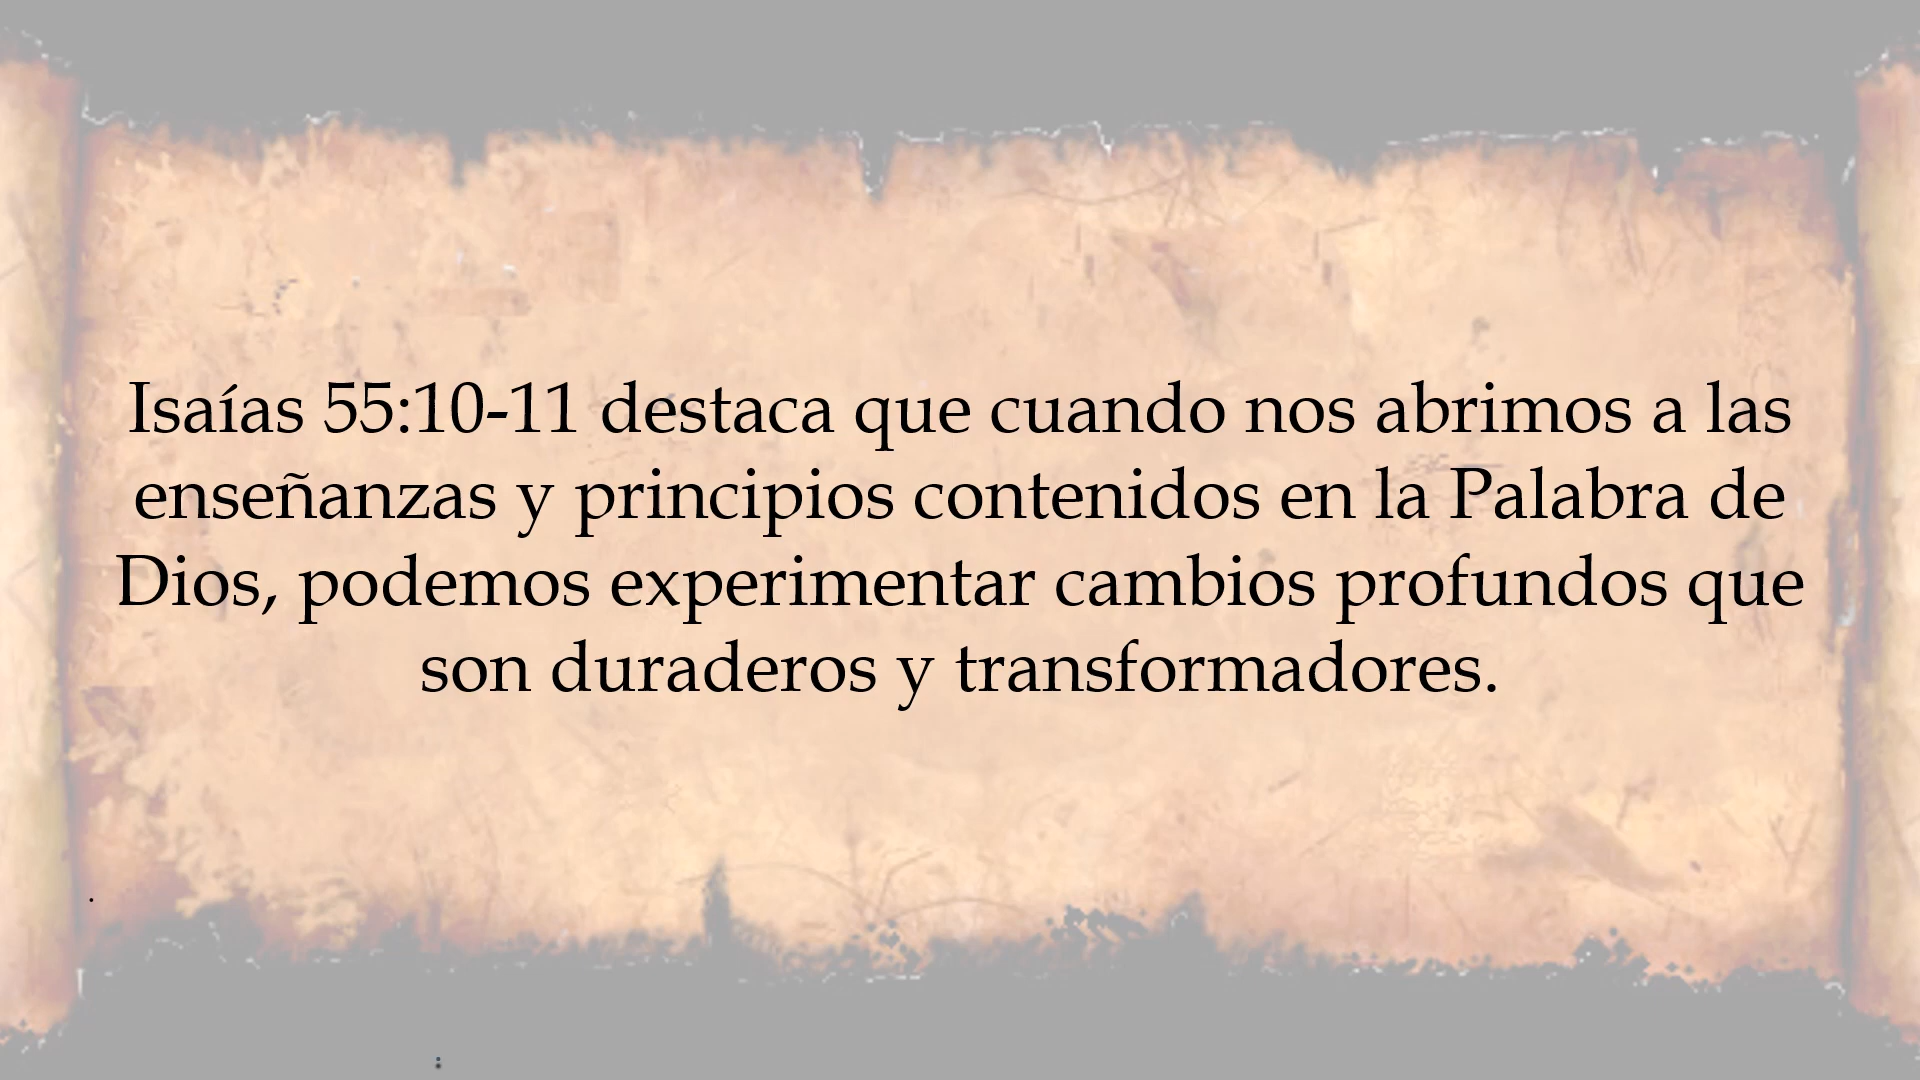 Isaías 55:10-11 destaca que cuando nos abrimos a las
enseñanzas y principios contenidos en la Palabra de
Dios, podemos experimentar cambios profundos que
son duraderos y transformadores.
.
: